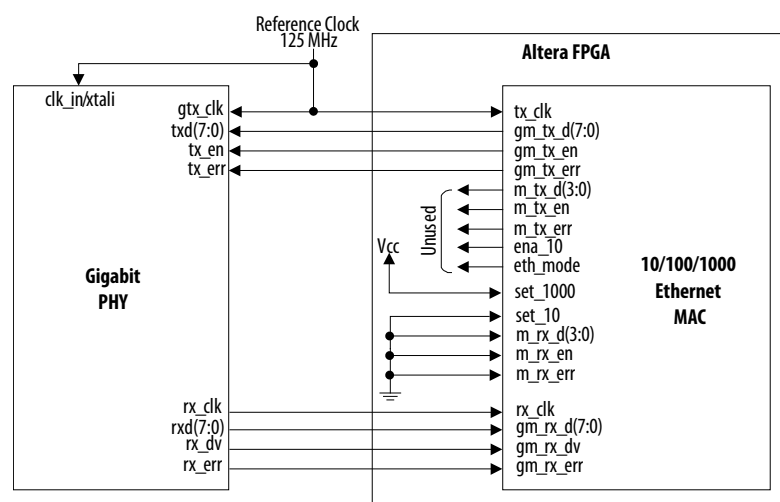 Reference Clock
125 MHz
Altera FPGA
clk_in/xtali
gtx_clk
txd(7:0)
tx_en
tx_err
tx_clk
gm_tx_d(7:0)
gm_tx_en
gm_tx_err
m_tx_d(3:0)
m_tx_en
m_tx_err
ena_10
eth_mode
Unused
Vcc
set_1000
set_10
m_rx_d(3:0)
m_rx_en
m_rx_err
Gigabit
PHY
10/100/1000
Ethernet
MAC
rx_clk
rxd(7:0)
rx_dv
rx_err
rx_clk
gm_rx_d(7:0)
gm_rx_dv
gm_rx_err